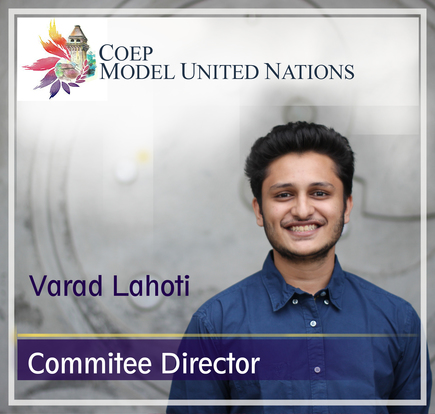 COEP
MODEL UNITED NATIONS
Varad Lahoti
Commitee Director